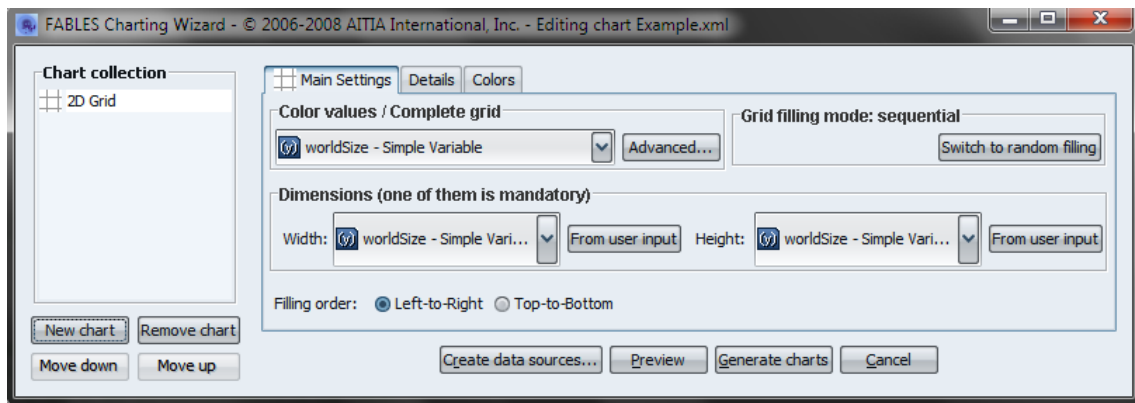 FABLES Charting Wizard - © 2006-2008 AITIA International, Inc. - Editing chart Example.xml
Chart collection
2D Grid
Main Settings Details Colors
Color values / Complete grid
(y) worldSize - Simple Variable Advanced...
Grid filling mode: sequential
Switch to random filling
Dimensions (one of them is mandatory)
Width: (y) worldSize - Simple Vari... From user input Height: (y) worldSize - Simple Vari... From user input
Filling order: Left-to-Right Top-to-Bottom
New chart Remove chart
Move down Move up
Create data sources... Preview Generate charts Cancel